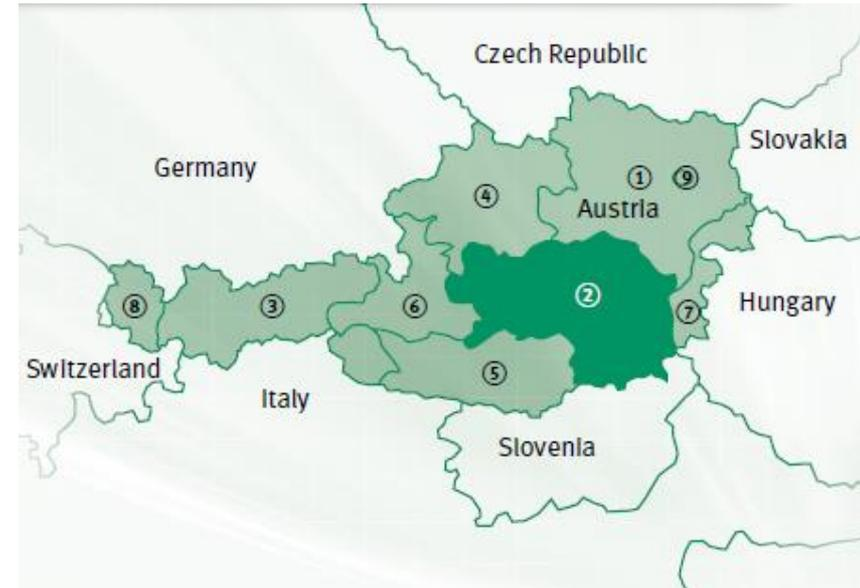 Czech Republic
Slovakia
Germany
④
①
⑨
Austria
⑧
③
⑥
②
⑦
Hungary
Switzerland
Italy
⑤
Slovenia